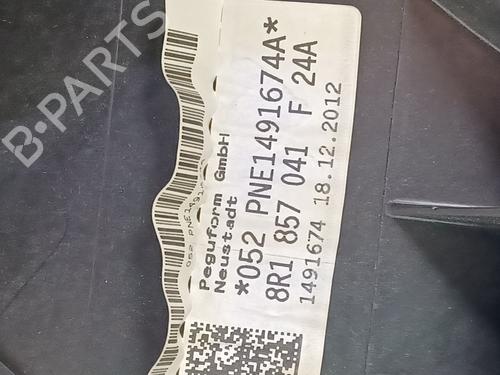 B-PARTS
Peguform GmbH
Neustadt
*052 PNE1491674A*
8R1 857 041 F 24A
1491674 18.12.2012